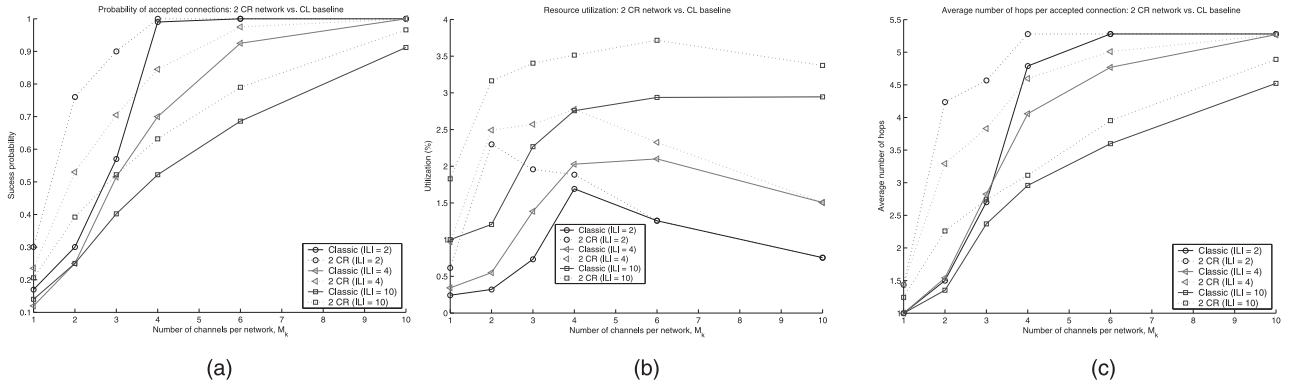 Probability of accepted connections: 2 CR network vs. CL baseline
1
0.9
0.8
0.7
0.6
0.5
0.4
0.3
0.2
0.1
Sucess probability
1
2
3
4
5
6
7
8
9
10
Number of channels per network, Mk
Classic (|L| = 2)
2 CR (|L| = 2)
Classic (|L| = 4)
2 CR (|L| = 4)
Classic (|L| = 10)
2 CR (|L| = 10)
(a)
Resource utilization: 2 CR network vs. CL baseline
4
3.5
3
2.5
2
1.5
1
0.5
0
Utilization (%)
1
2
3
4
5
6
7
8
9
10
Number of channels per network, Mk
Classic (|L| = 2)
2 CR (|L| = 2)
Classic (|L| = 4)
2 CR (|L| = 4)
Classic (|L| = 10)
2 CR (|L| = 10)
(b)
Average number of hops per accepted connection: 2 CR network vs. CL baseline
5.5
5
4.5
4
3.5
3
2.5
2
1.5
1
Average number of hops
1
2
3
4
5
6
7
8
9
10
Number of channels per network, Mk
Classic (|L| = 2)
2 CR (|L| = 2)
Classic (|L| = 4)
2 CR (|L| = 4)
Classic (|L| = 10)
2 CR (|L| = 10)
(c)